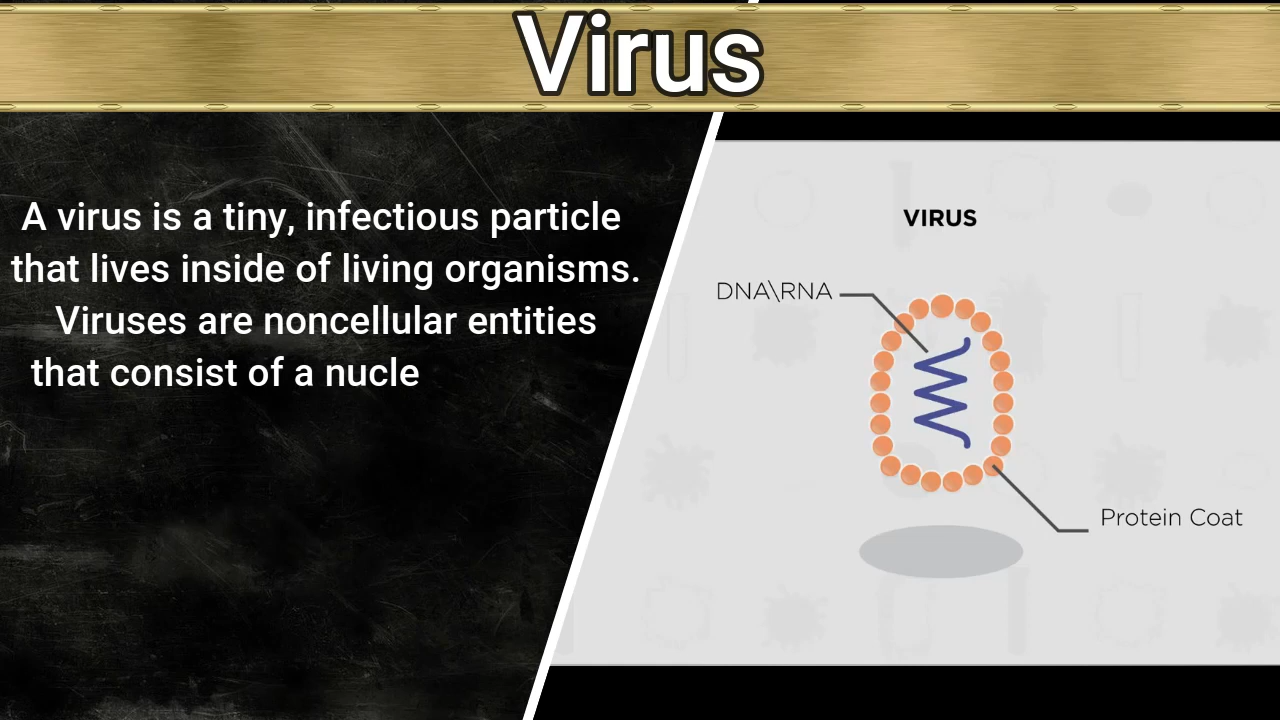 Virus
A virus is a tiny, infectious particle
that lives inside of living organisms.
Viruses are noncellular entities
that consist of a nucle
VIRUS
DNA\RNA
Protein Coat